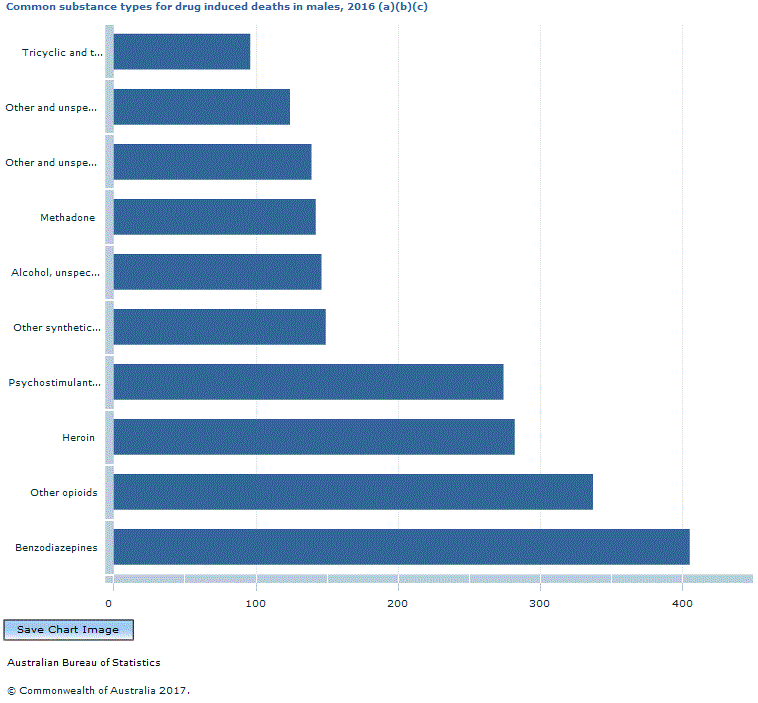 Common substance types for drug induced deaths in males, 2016 (a)(b)(c)
Tricyclic and t...
Other and unspe...
Other and unspe...
Methadone
Alcohol, unspec...
Other synthetic...
Psychostimulant...
Heroin
Other opioids
Benzodiazepines
0 100 200 300 400
Save Chart Image
Australian Bureau of Statistics
© Commonwealth of Australia 2017.